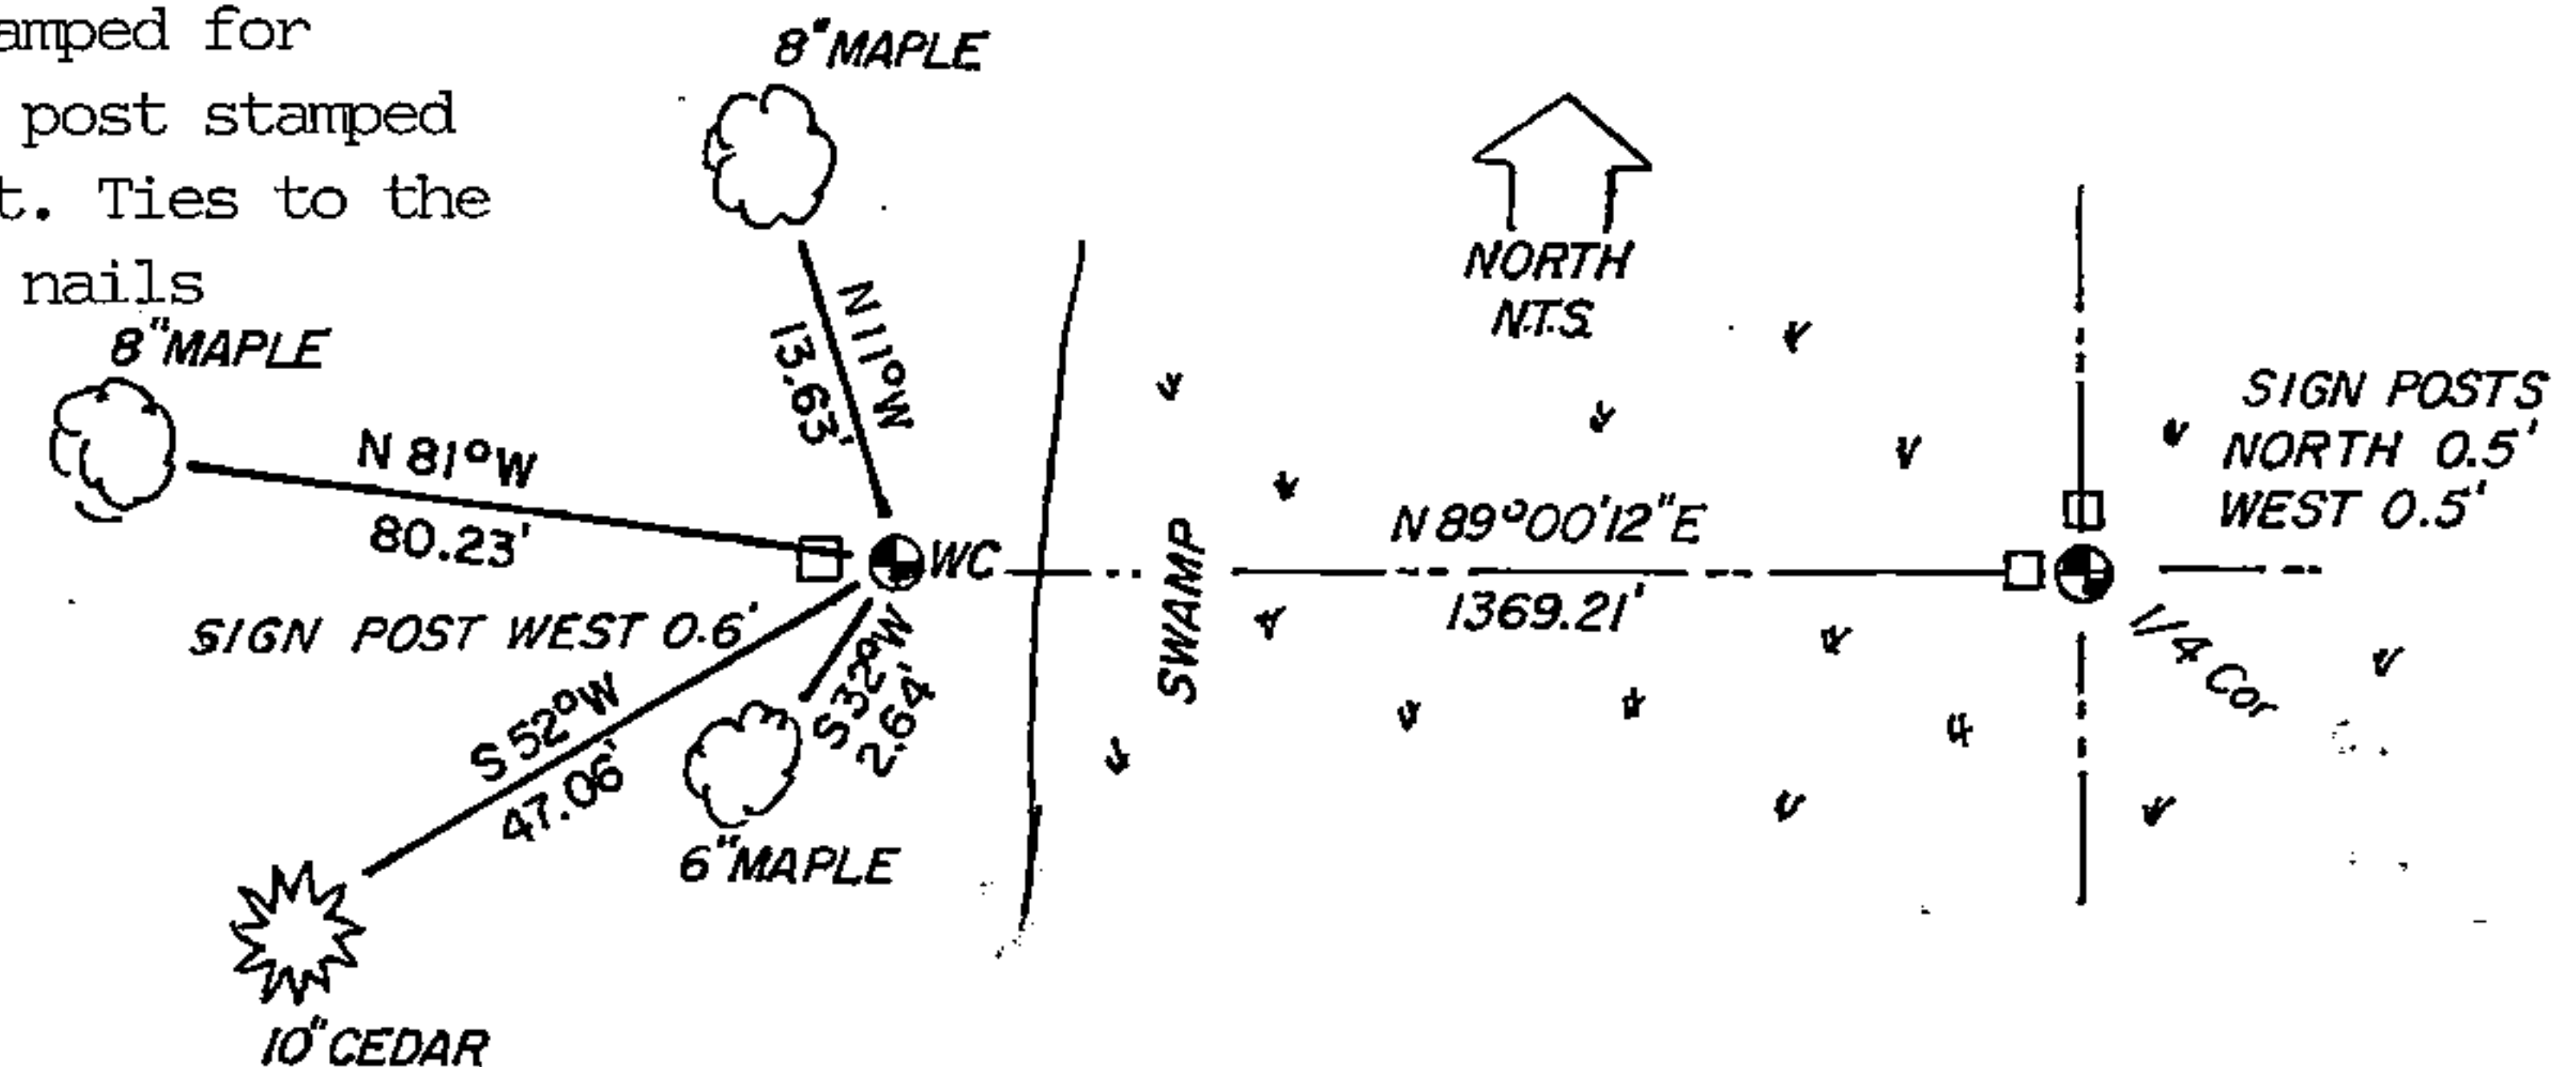 amped for
post stamped
t. Ties to the
nails
8"MAPLE
8"MAPLE
N11°W
13.63'
N 81°W
80.23'
WC
SIGN POST WEST 0.6'
S 52°W
47.06'
S 32°W
2.64'
6"MAPLE
10"CEDAR
SWAMP
NORTH
N.T.S.
N 89°00'12"E
1369.21'
SIGN POSTS
NORTH 0.5'
WEST 0.5'
1/4 Cor